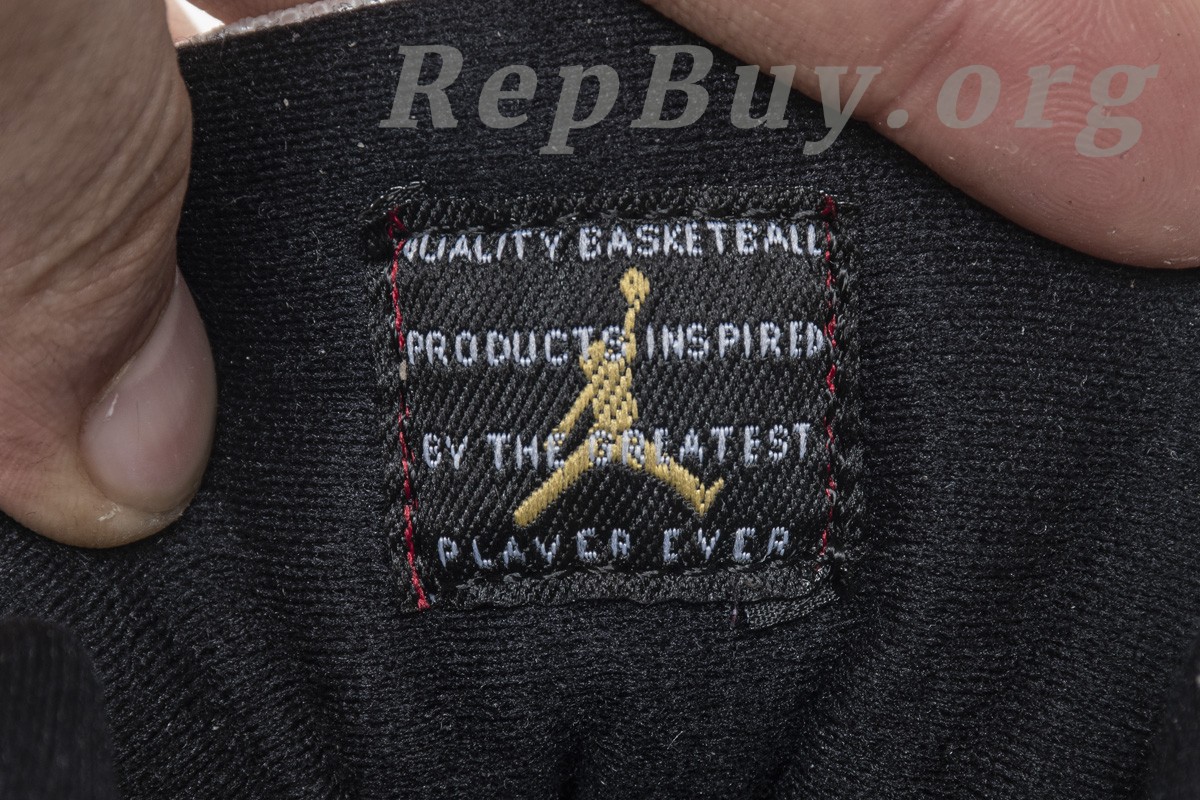 RepBuy.org
QUALITY BASKETBALL
PRODUCTS INSPIRED
BY THE GREATEST
PLAYER EVER